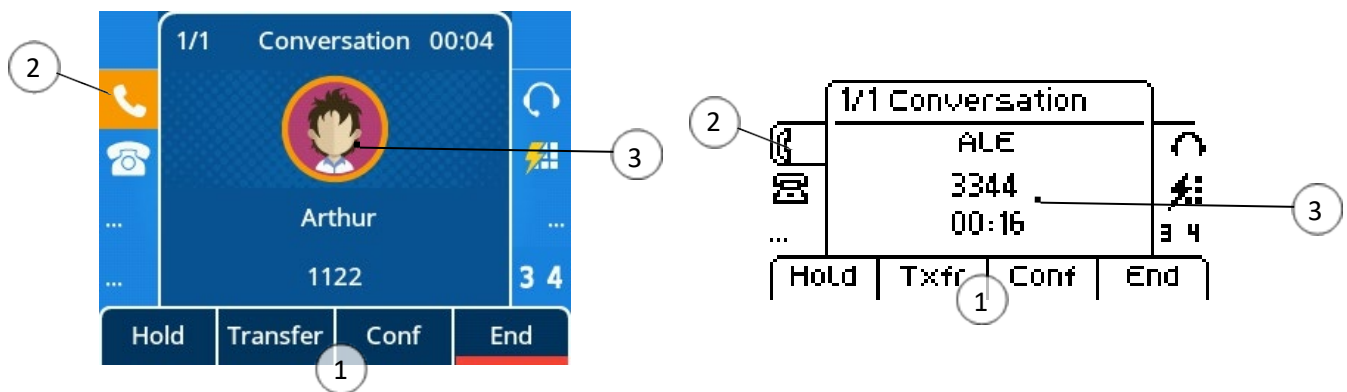 1/1 Conversation 00:04
2
3
Arthur
...
...
1122
...
3 4
Hold Transfer Conf End
1
1/1 Conversation
2
ALE
3344
3
00:16
...
3 4
Hold Txfr Conf End
1